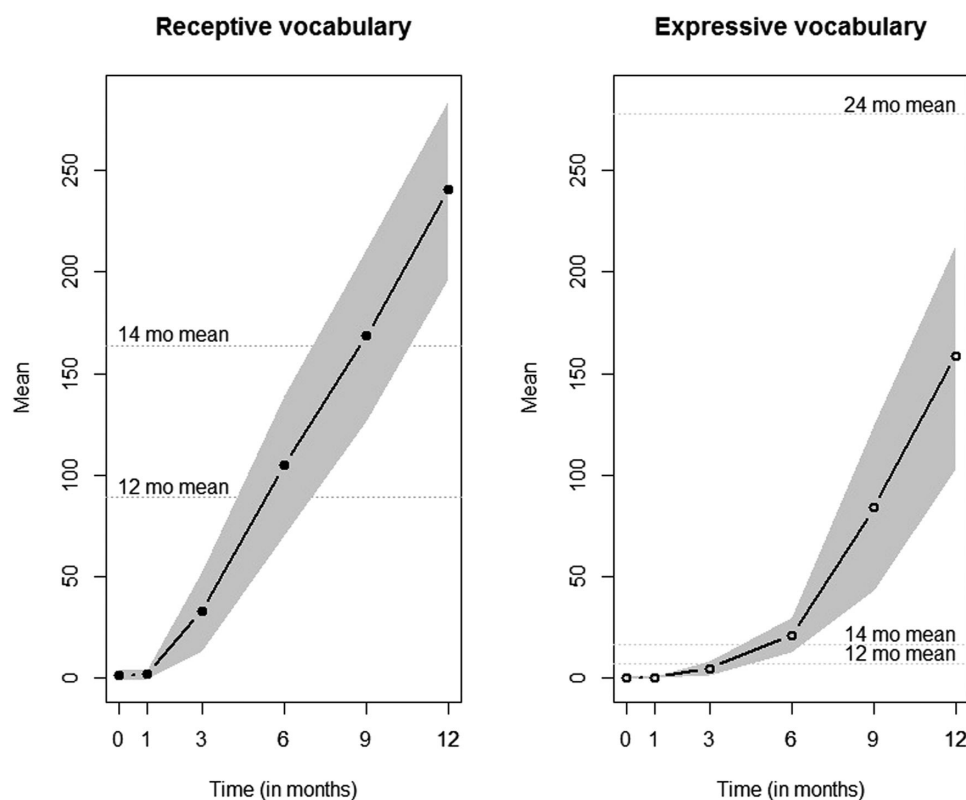 Receptive vocabulary
Mean
250
200
150
100
50
0
14 mo mean
12 mo mean
0 1 3 6 9 12
Time (in months)
Expressive vocabulary
Mean
250
200
150
100
50
0
24 mo mean
14 mo mean
12 mo mean
0 1 3 6 9 12
Time (in months)